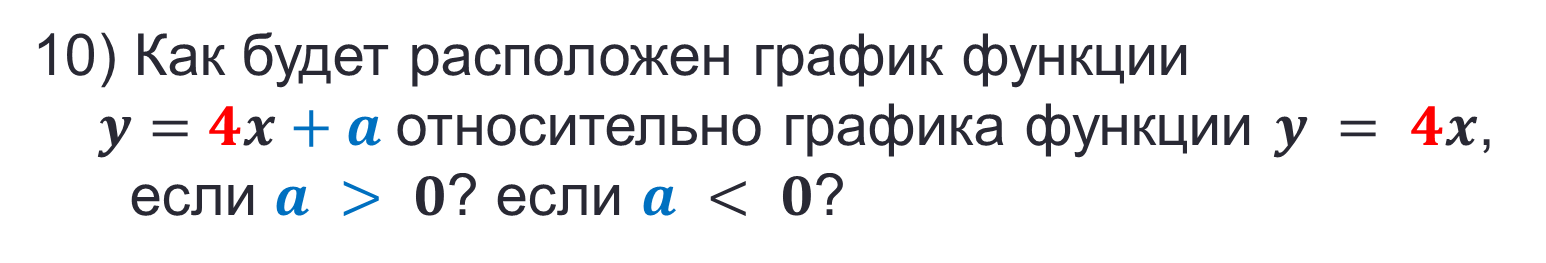 10) Как будет расположен график функции
y = 4x + a относительно графика функции y = 4x,
если a > 0? если a < 0?